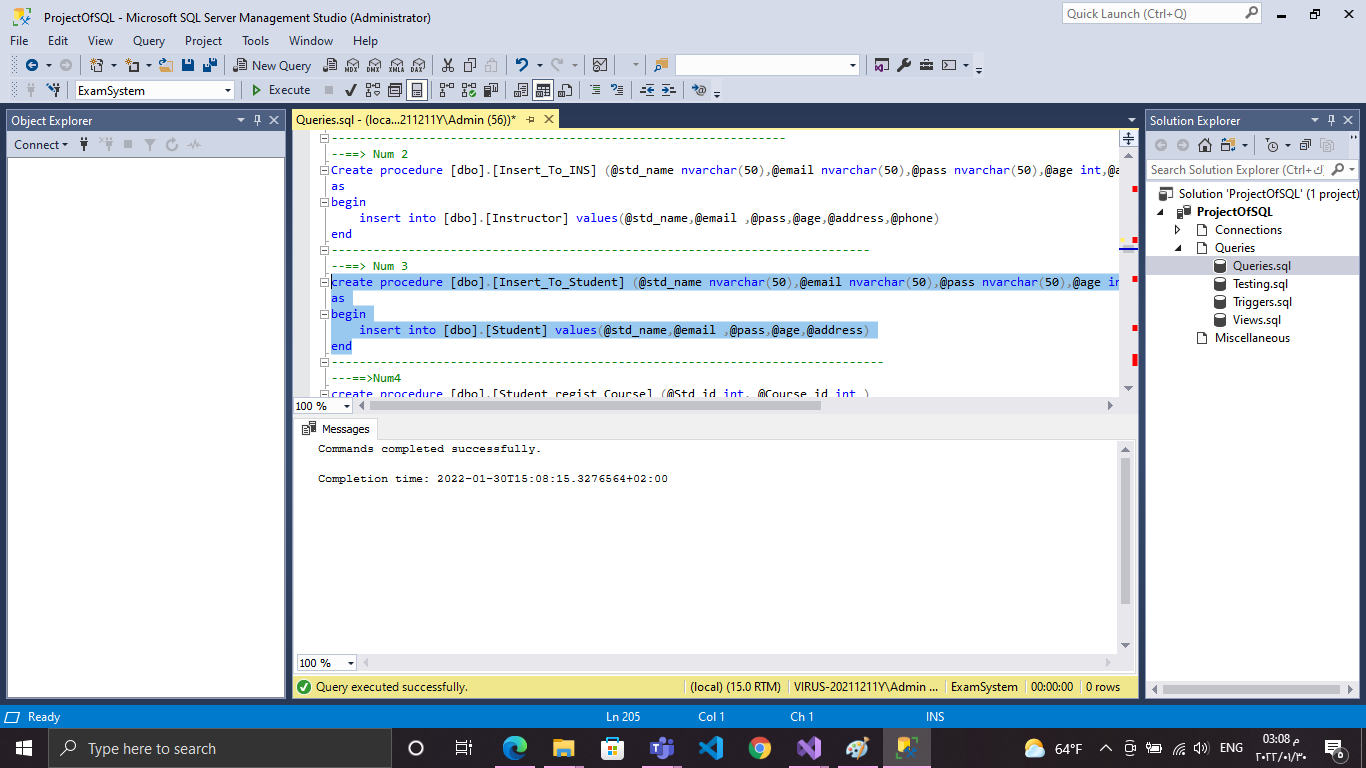 ProjectOfSQL - Microsoft SQL Server Management Studio (Administrator)
Quick Launch (Ctrl+Q)
File Edit View Query Project Tools Window Help
New Query MDX DMX XMLA DAX
ExamSystem Execute
Object Explorer
Connect
Queries.sql - (loca...211211Y\Admin (56))*
--==> Num 2
Create procedure [dbo].[Insert_To_INS] (@std_name nvarchar(50),@email nvarchar(50),@pass nvarchar(50),@age int,@a
as
begin
insert into [dbo].[Instructor] values(@std_name,@email ,@pass,@age,@address,@phone)
end
--==> Num 3
create procedure [dbo].[Insert_To_Student] (@std_name nvarchar(50),@email nvarchar(50),@pass nvarchar(50),@age in
as
begin
insert into [dbo].[Student] values(@std_name,@email ,@pass,@age,@address)
end
---==>Num4
create procedure [dbo].[Student_regist_Course] (@Std_id int, @Course_id int )
100 %
Messages
Commands completed successfully.
Completion time: 2022-01-30T15:08:15.3276564+02:00
100 %
Query executed successfully. (local) (15.0 RTM) VIRUS-20211211Y\Admin ... ExamSystem 00:00:00 0 rows
Solution Explorer
Search Solution Explorer (Ctrl+ك)
Solution 'ProjectOfSQL' (1 project)
ProjectOfSQL
Connections
Queries
Queries.sql
Testing.sql
Triggers.sql
Views.sql
Miscellaneous
Ready Ln 205 Col 1 Ch 1 INS
Type here to search
64°F ENG
03:08 م
٢٠٢٢/٠١/٣٠